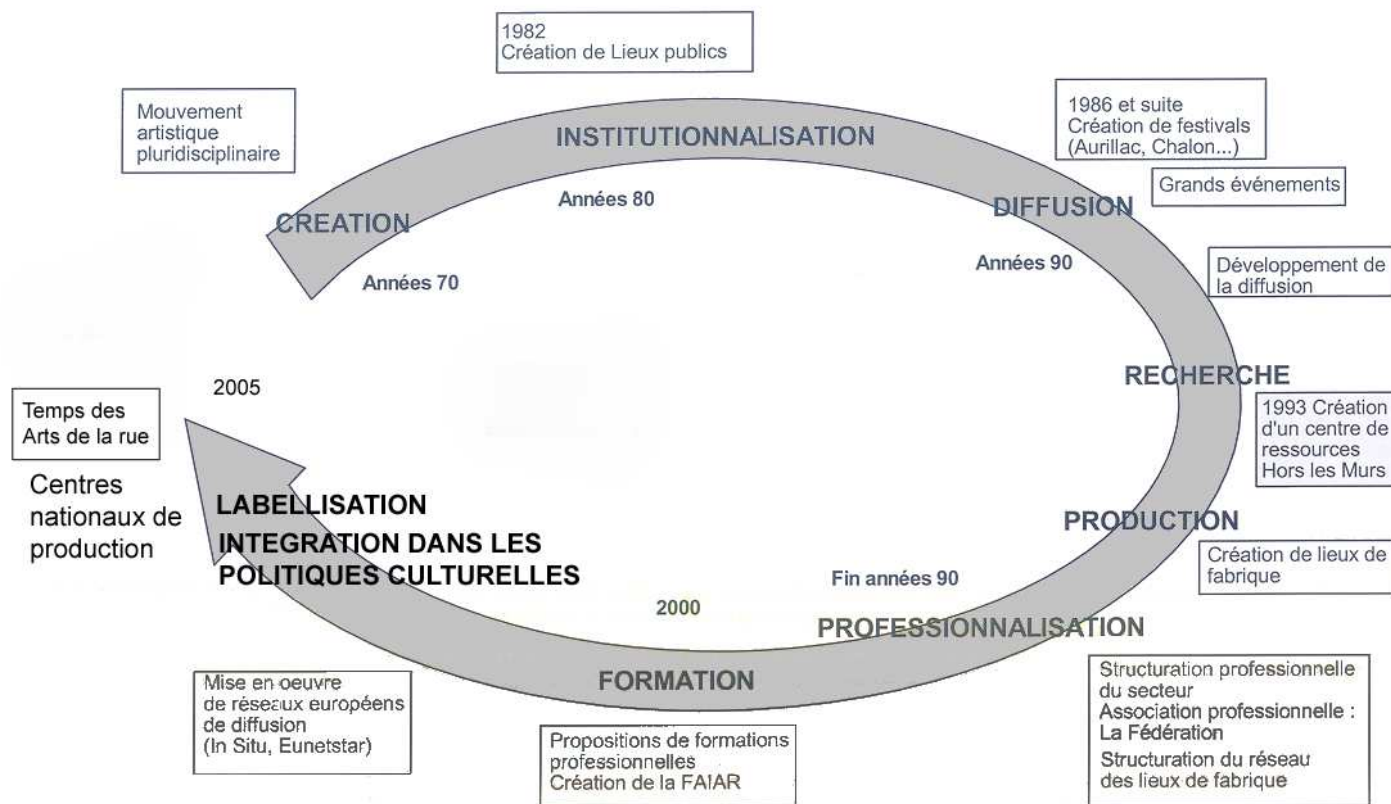 1982
Création de Lieux publics
Mouvement
artistique
pluridisciplinaire
CREATION
Années 70
INSTITUTIONNALISATION
Années 80
1986 et suite
Création de festivals
(Aurillac, Chalon...)
Grands événements
DIFFUSION
Années 90
Développement de
la diffusion
RECHERCHE
1993 Création
d'un centre de
ressources
Hors les Murs
PRODUCTION
Création de lieux de
fabrique
Fin années 90
PROFESSIONNALISATION
Structuration professionnelle
du secteur
Association professionnelle :
La Fédération
Structuration du réseau
des lieux de fabrique
2000
FORMATION
Propositions de formations
professionnelles
Création de la FAIAR
Mise en oeuvre
de réseaux européens
de diffusion
(In Situ, Eunetstar)
LABELLISATION
INTEGRATION DANS LES
POLITIQUES CULTURELLES
2005
Temps des
Arts de la rue
Centres
nationaux de
production